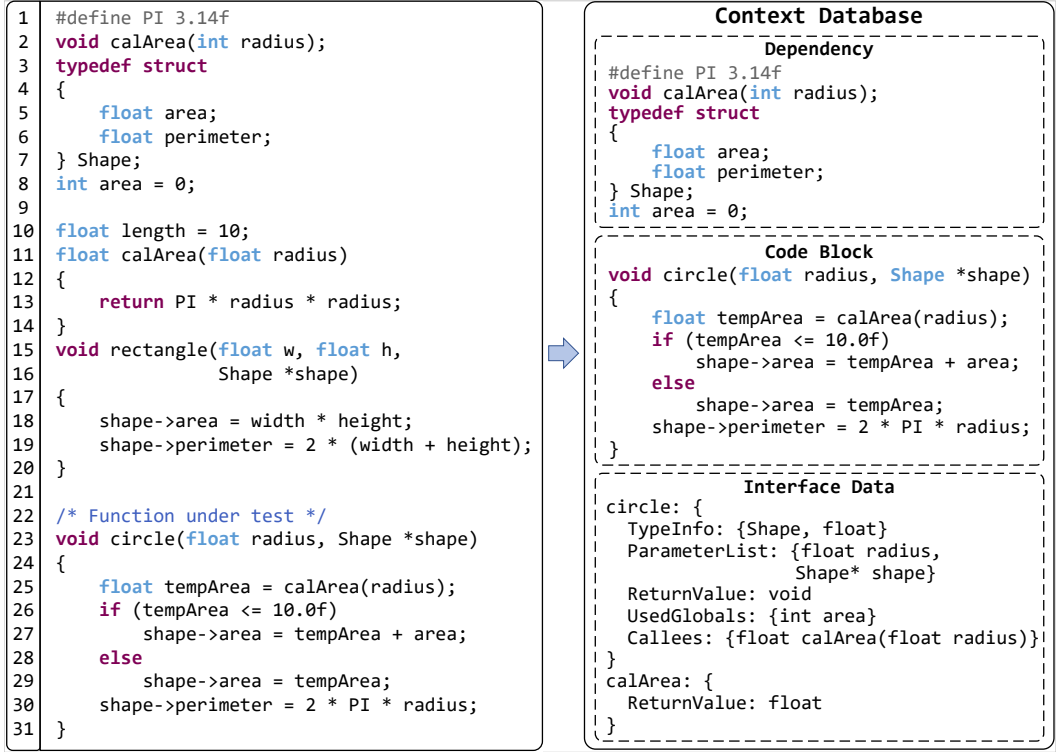 1 #define PI 3.14f
2 void calArea(int radius);
3 typedef struct
4 {
5     float area;
6     float perimeter;
7 } Shape;
8 int area = 0;
9
10 float length = 10;
11 float calArea(float radius)
12 {
13     return PI * radius * radius;
14 }
15 void rectangle(float w, float h,
16                Shape *shape)
17 {
18     shape->area = width * height;
19     shape->perimeter = 2 * (width + height);
20 }
21
22 /* Function under test */
23 void circle(float radius, Shape *shape)
24 {
25     float tempArea = calArea(radius);
26     if (tempArea <= 10.0f)
27         shape->area = tempArea + area;
28     else
29         shape->area = tempArea;
30     shape->perimeter = 2 * PI * radius;
31 }
Context Database
Dependency
#define PI 3.14f
void calArea(int radius);
typedef struct
{
    float area;
    float perimeter;
} Shape;
int area = 0;
Code Block
void circle(float radius, Shape *shape)
{
    float tempArea = calArea(radius);
    if (tempArea <= 10.0f)
        shape->area = tempArea + area;
    else
        shape->area = tempArea;
    shape->perimeter = 2 * PI * radius;
}
Interface Data
circle: {
  TypeInfo: {Shape, float}
  ParameterList: {float radius,
                  Shape* shape}
  ReturnValue: void
  UsedGlobals: {int area}
  Callees: {float calArea(float radius)}
}
calArea: {
  ReturnValue: float
}